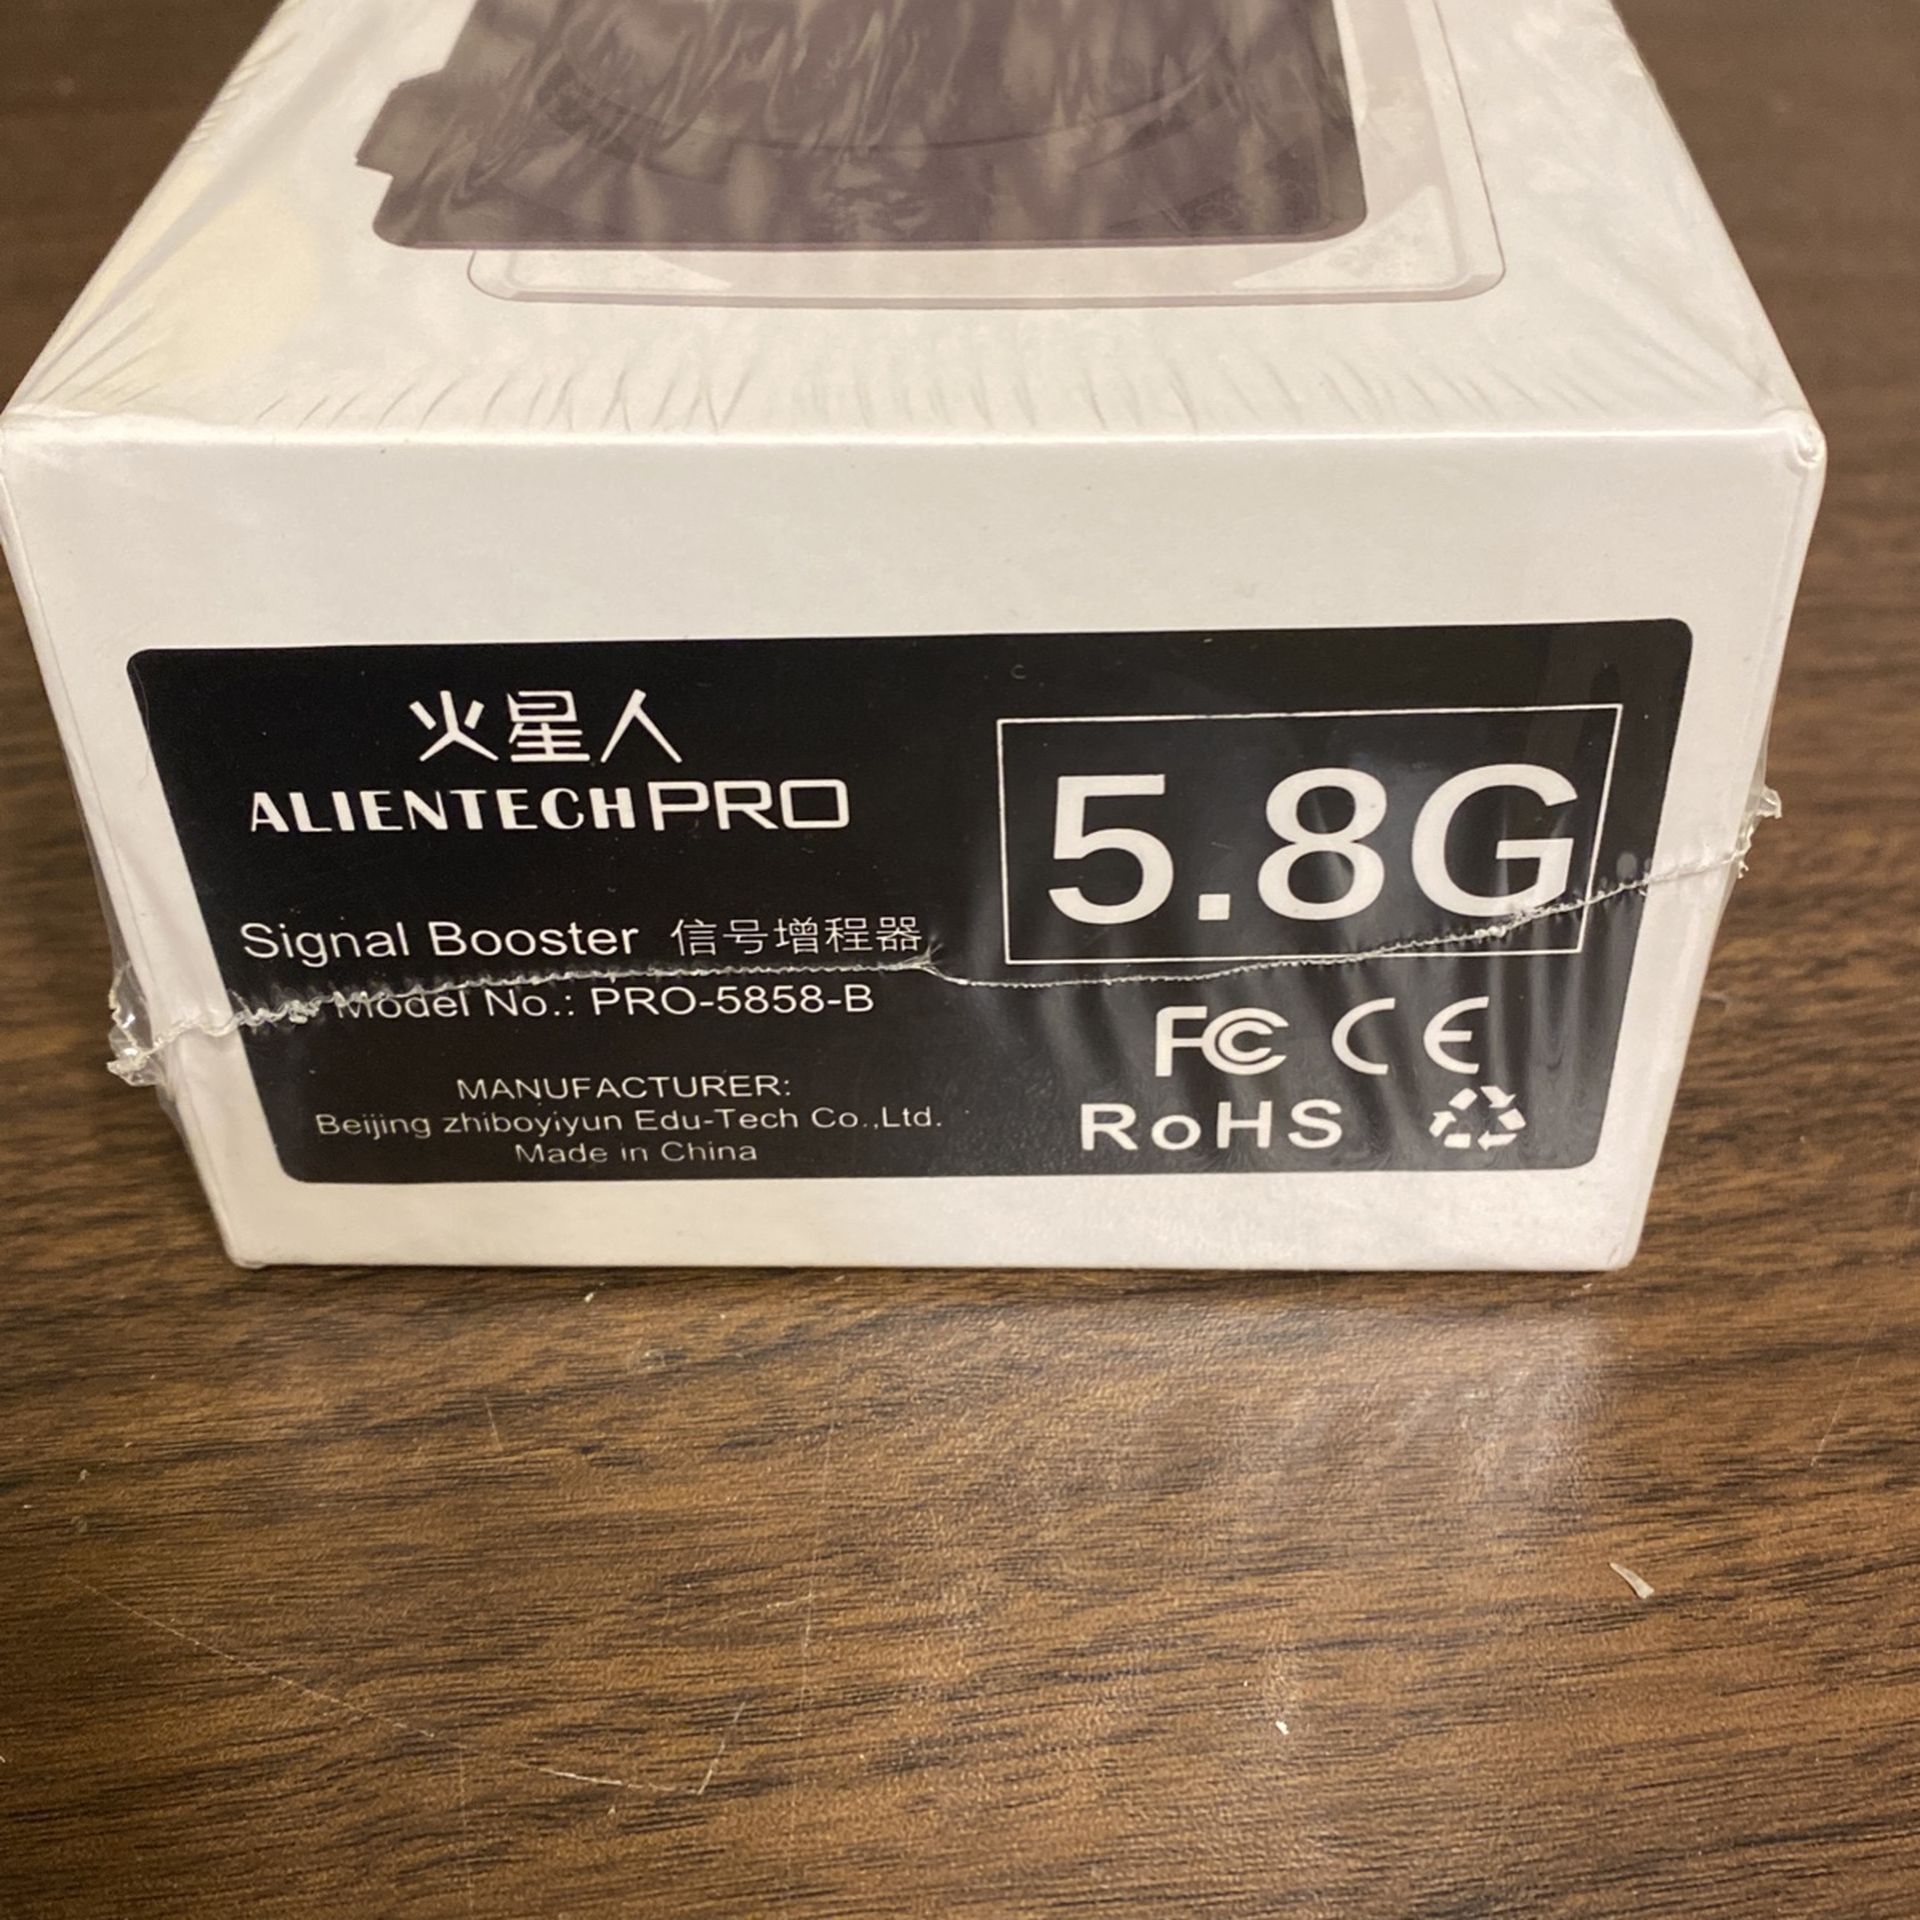 火星人
ALIENTECHPRO
5.8G
Signal Booster 信号增程器
Model No.: PRO-5858-B
FC CE
MANUFACTURER:
Beijing zhiboyiyun Edu-Tech Co.,Ltd.
Made in China
RoHS